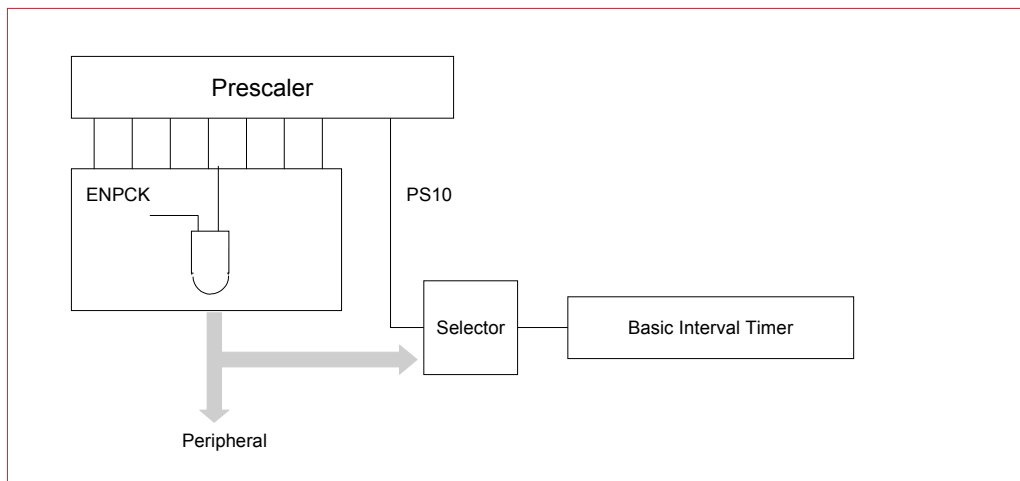 Prescaler
ENPCK
PS10
Selector
Basic Interval Timer
Peripheral